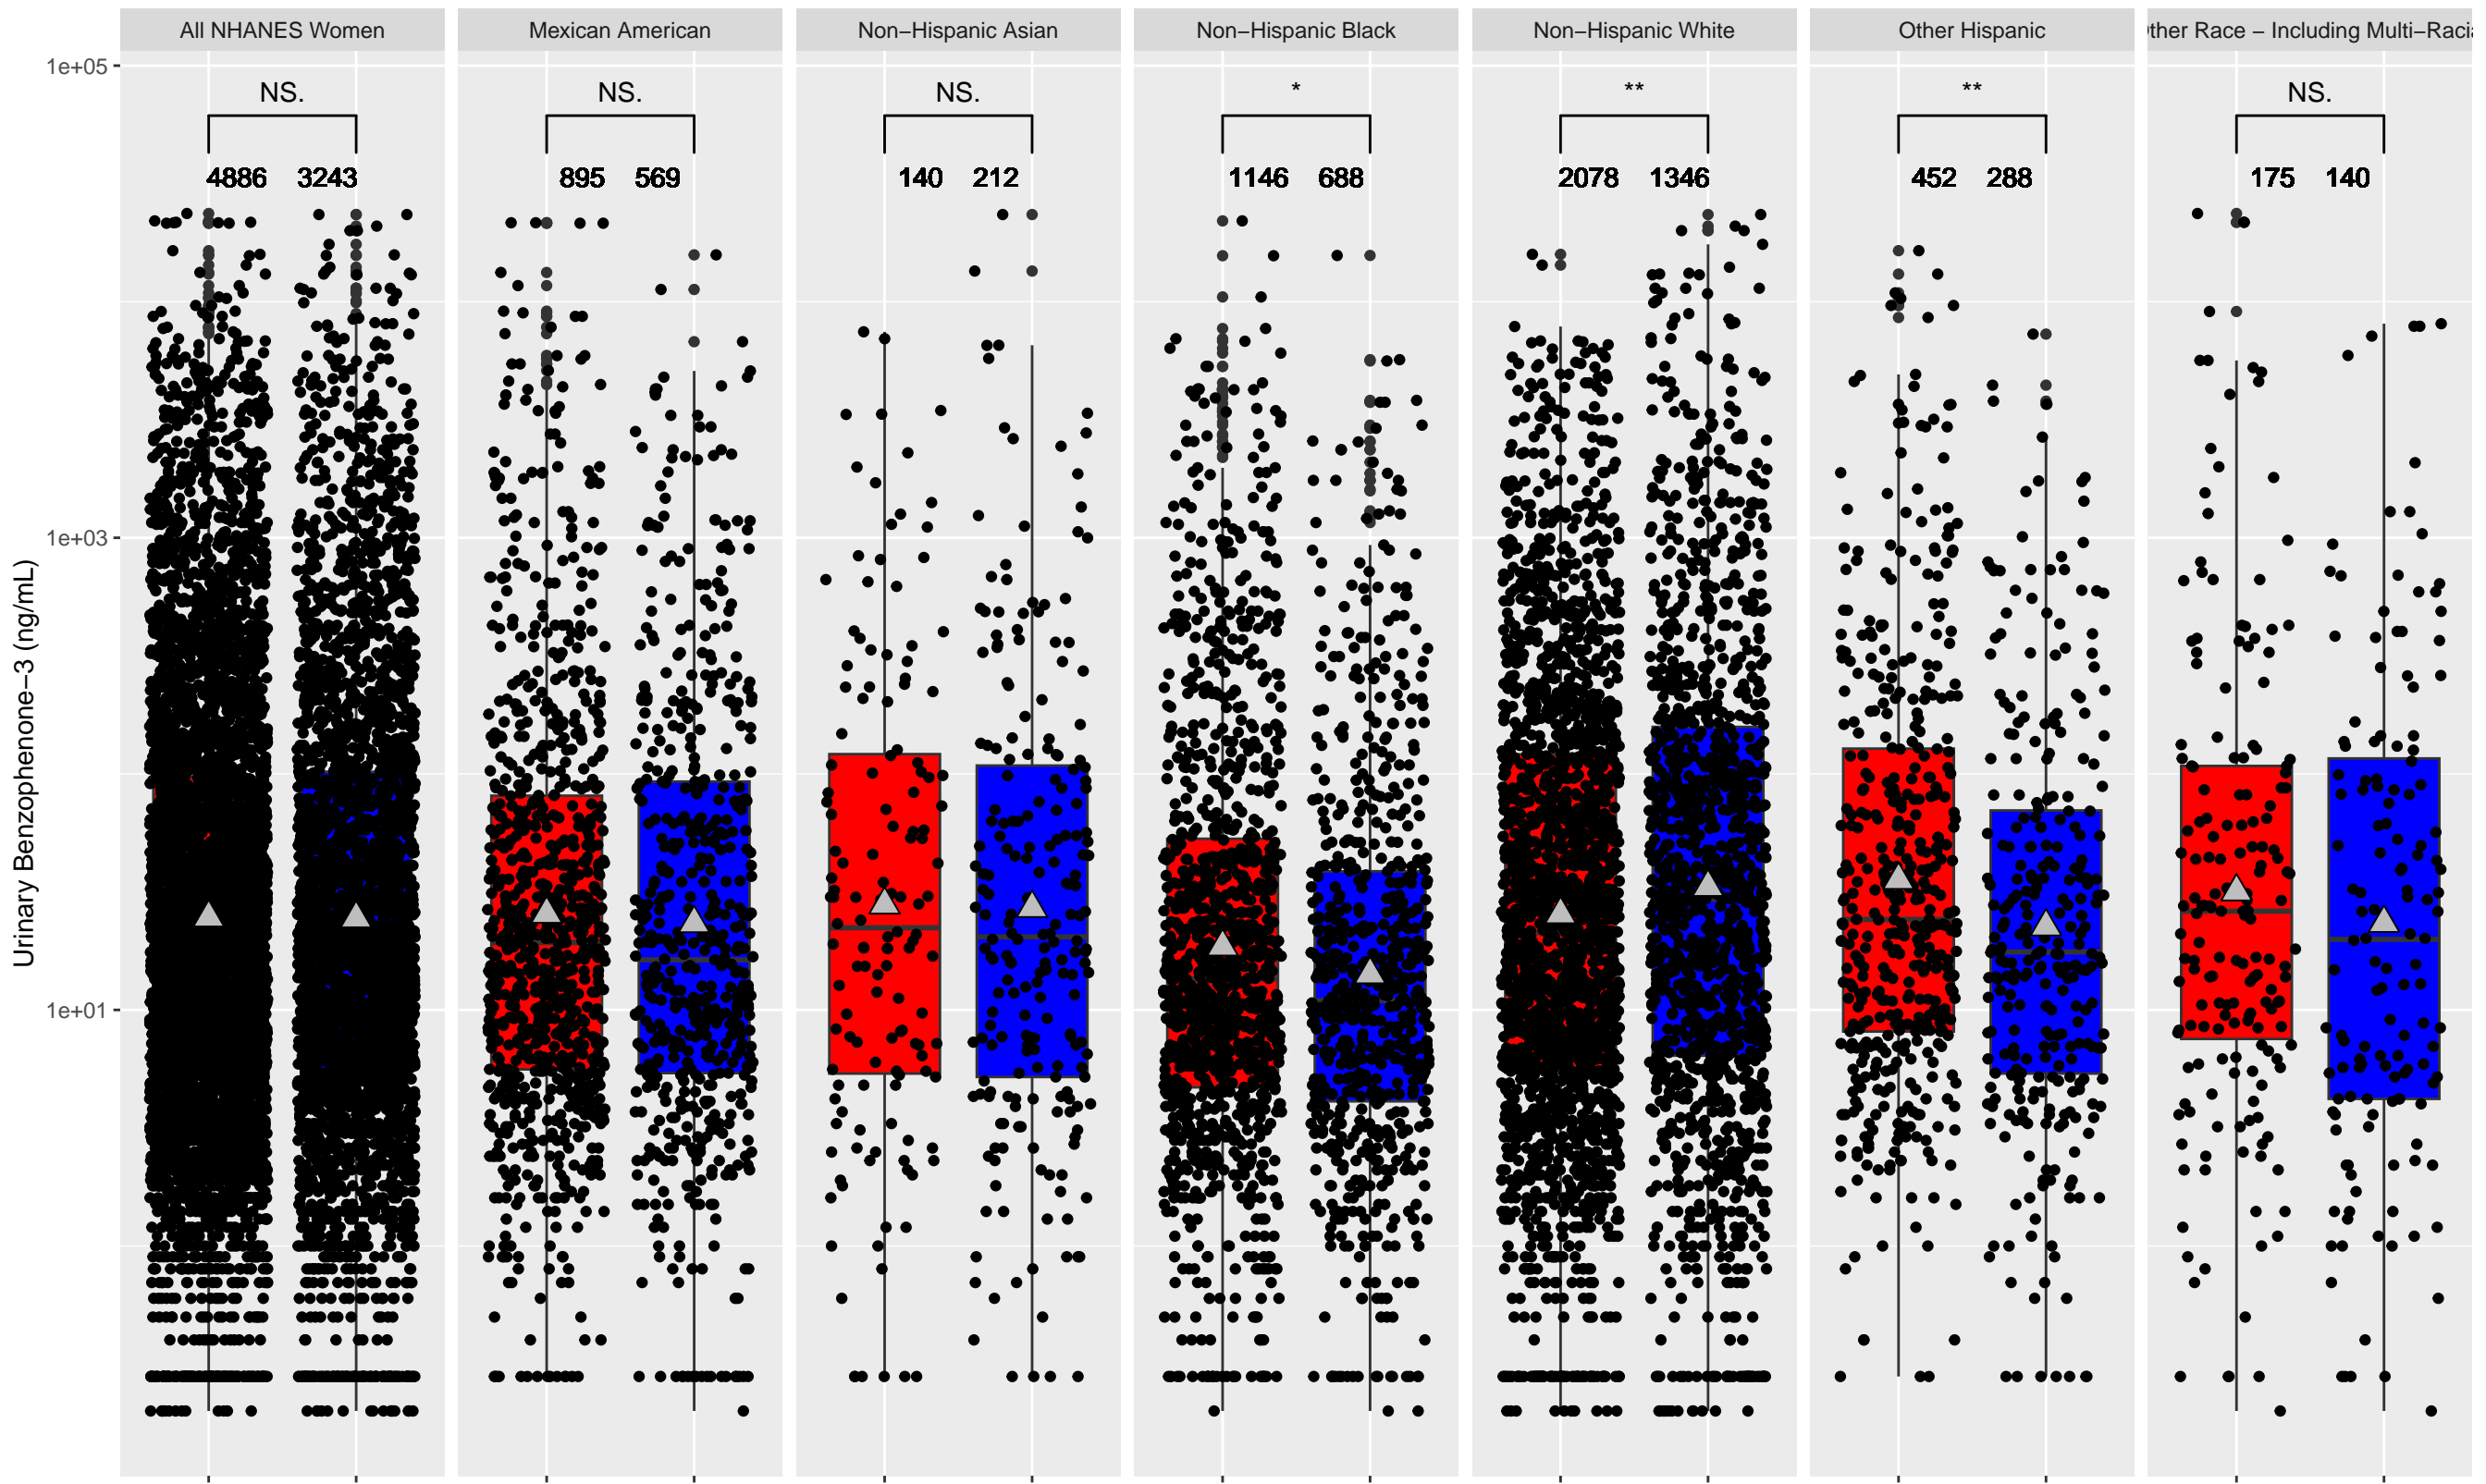 All NHANES Women
Mexican American
Non−Hispanic Asian
Non−Hispanic Black
Non−Hispanic White
Other Hispanic
ther Race − Including Multi−Racia
1e+05
NS.
NS.
NS.
*
**
**
NS.
4886 3243
895 569
140 212
1146 688
2078 1346
452 288
175 140
1e+03
1e+01
Urinary Benzophenone−3 (ng/mL)